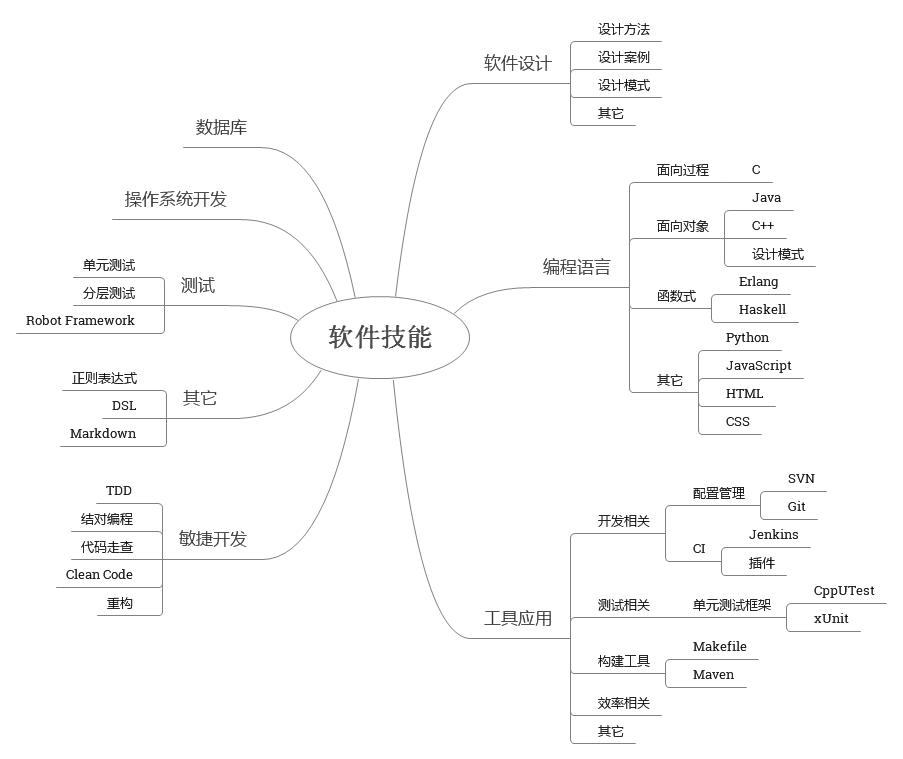 软件技能
软件设计
设计方法
设计案例
设计模式
其它
编程语言
面向过程
C
面向对象
Java
C++
设计模式
函数式
Erlang
Haskell
其它
Python
JavaScript
HTML
CSS
工具应用
开发相关
配置管理
SVN
Git
CI
Jenkins
插件
测试相关
单元测试框架
CppUTest
xUnit
构建工具
Makefile
Maven
效率相关
其它
数据库
操作系统开发
测试
单元测试
分层测试
Robot Framework
其它
正则表达式
DSL
Markdown
敏捷开发
TDD
结对编程
代码走查
Clean Code
重构